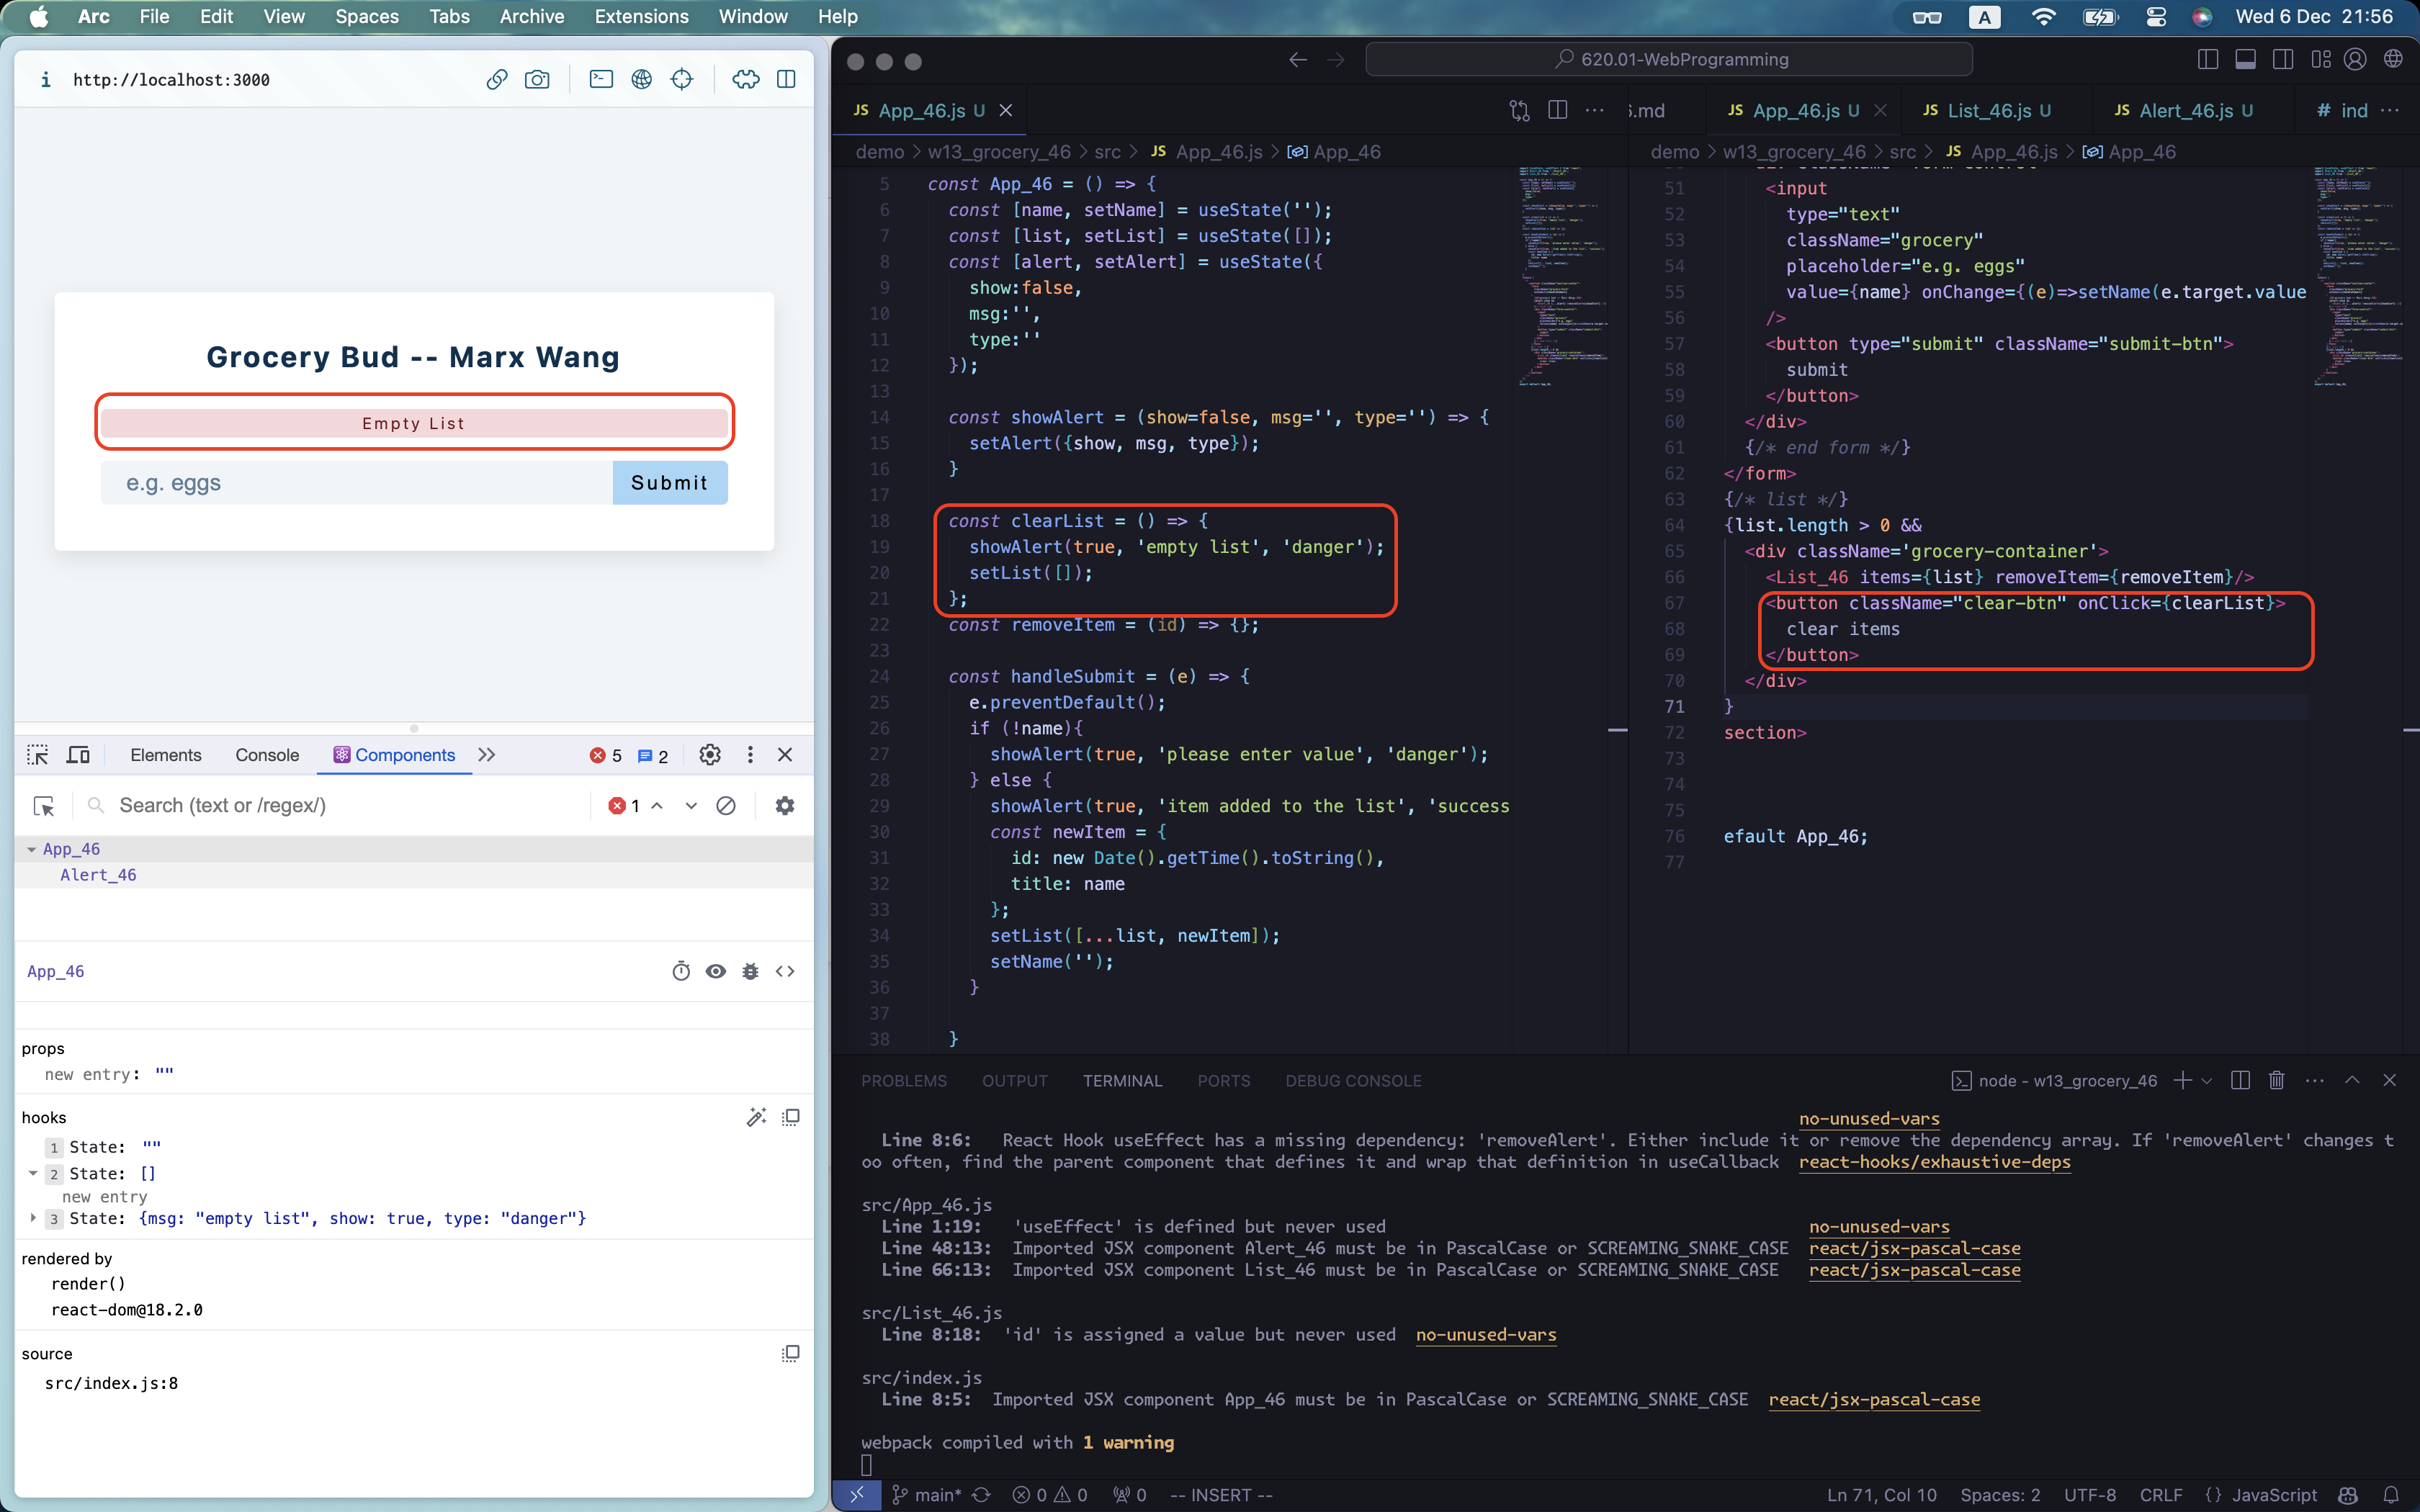 Arc File Edit View Spaces Tabs Archive Extensions Window Help
A Wed 6 Dec 21:56
http://localhost:3000
Grocery Bud -- Marx Wang
Empty List
e.g. eggs Submit
Elements Console Components 5 2
Search (text or /regex/) 1
App_46
Alert_46
App_46
props
new entry: ""
hooks
1 State: ""
2 State: []
new entry
3 State: {msg: "empty list", show: true, type: "danger"}
rendered by
render()
react-dom@18.2.0
source
src/index.js:8
620.01-WebProgramming
JS App_46.js U
demo > w13_grocery_46 > src > JS App_46.js > App_46
5 const App_46 = () => {
6 const [name, setName] = useState('');
7 const [list, setList] = useState([]);
8 const [alert, setAlert] = useState({
9 show:false,
10 msg:'',
11 type:''
12 });
13
14 const showAlert = (show=false, msg='', type='') => {
15 setAlert({show, msg, type});
16 }
17
18 const clearList = () => {
19 showAlert(true, 'empty list', 'danger');
20 setList([]);
21 };
22 const removeItem = (id) => {};
23
24 const handleSubmit = (e) => {
25 e.preventDefault();
26 if (!name){
27 showAlert(true, 'please enter value', 'danger');
28 } else {
29 showAlert(true, 'item added to the list', 'success
30 const newItem = {
31 id: new Date().getTime().toString(),
32 title: name
33 };
34 setList([...list, newItem]);
35 setName('');
36 }
37
38 }
.md JS App_46.js U JS List_46.js U JS Alert_46.js U # ind
demo > w13_grocery_46 > src > JS App_46.js > App_46
51 <input
52 type="text"
53 className="grocery"
54 placeholder="e.g. eggs"
55 value={name} onChange={(e)=>setName(e.target.value
56 />
57 <button type="submit" className="submit-btn">
58 submit
59 </button>
60 </div>
61 {/* end form */}
62 </form>
63 {/* list */}
64 {list.length > 0 &&
65 <div className='grocery-container'>
66 <List_46 items={list} removeItem={removeItem}/>
67 <button className="clear-btn" onClick={clearList}>
68 clear items
69 </button>
70 </div>
71 }
72 section>
73
74
75
76 efault App_46;
77
PROBLEMS OUTPUT TERMINAL PORTS DEBUG CONSOLE
node - w13_grocery_46
no-unused-vars
Line 8:6: React Hook useEffect has a missing dependency: 'removeAlert'. Either include it or remove the dependency array. If 'removeAlert' changes t
oo often, find the parent component that defines it and wrap that definition in useCallback react-hooks/exhaustive-deps
src/App_46.js
Line 1:19: 'useEffect' is defined but never used no-unused-vars
Line 48:13: Imported JSX component Alert_46 must be in PascalCase or SCREAMING_SNAKE_CASE react/jsx-pascal-case
Line 66:13: Imported JSX component List_46 must be in PascalCase or SCREAMING_SNAKE_CASE react/jsx-pascal-case
src/List_46.js
Line 8:18: 'id' is assigned a value but never used no-unused-vars
src/index.js
Line 8:5: Imported JSX component App_46 must be in PascalCase or SCREAMING_SNAKE_CASE react/jsx-pascal-case
webpack compiled with 1 warning
main* 0 0 0 -- INSERT --
Ln 71, Col 10 Spaces: 2 UTF-8 CRLF {} JavaScript